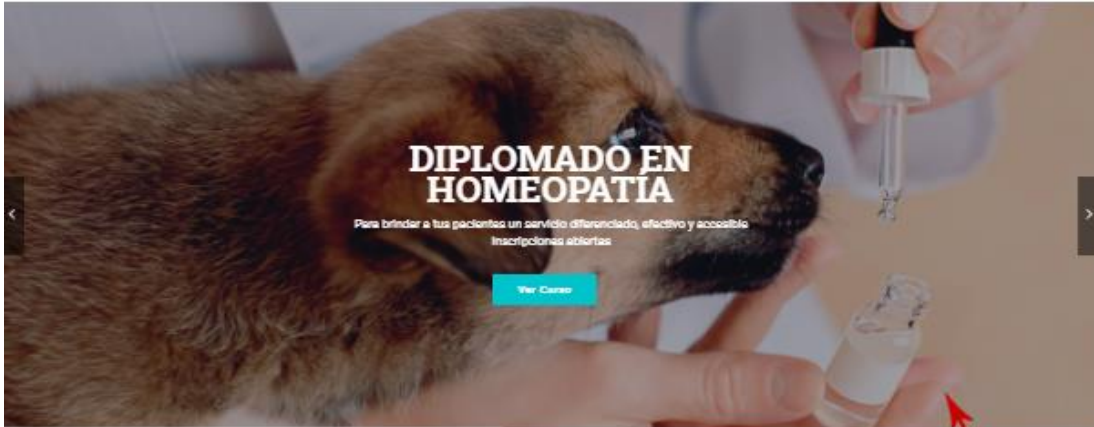 DIPLOMADO EN
HOMEOPATÍA
Para brindar a tus pacientes un servicio diferenciado, efectivo y accesible
Inscripciones abiertas
Ver Curso